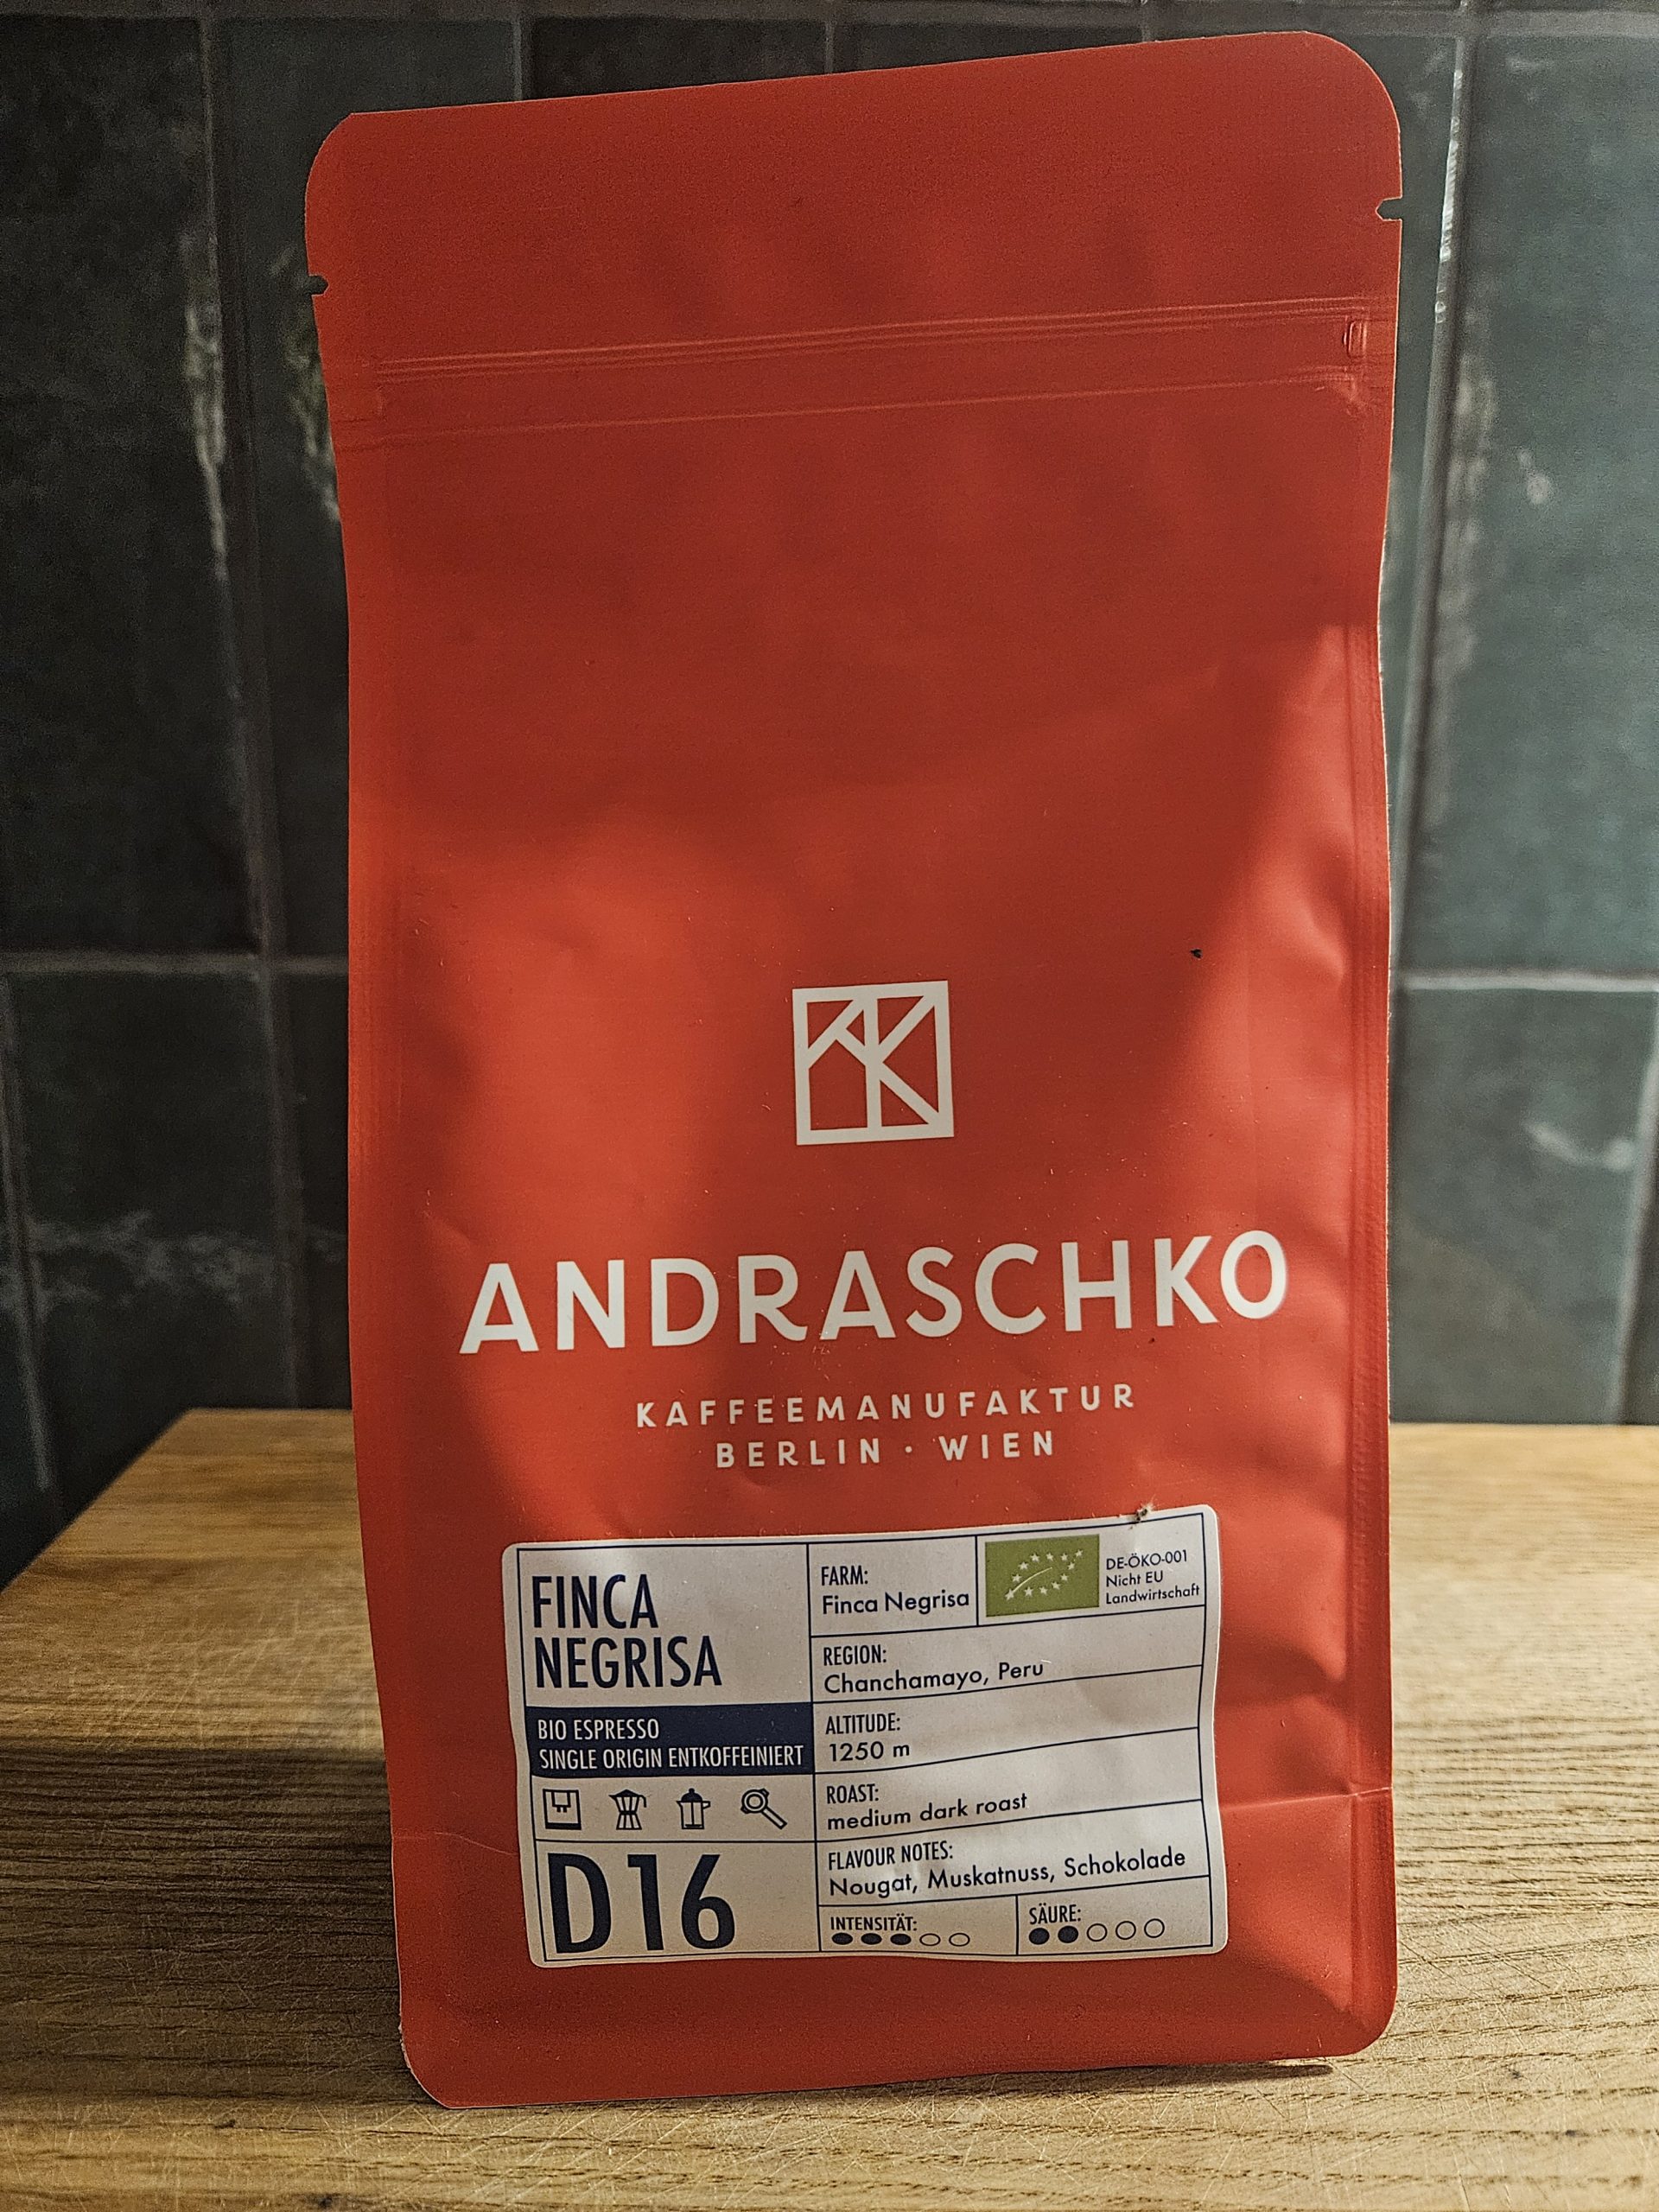 ANDRASCHKO
KAFFEEMANUFAKTUR
BERLIN · WIEN
FINCA
NEGRISA
BIO ESPRESSO
SINGLE ORIGIN ENTKOFFEINIERT
D16
FARM:
Finca Negrisa
DE-ÖKO-001
Nicht EU
Landwirtschaft
REGION:
Chanchamayo, Peru
ALTITUDE:
1250 m
ROAST:
medium dark roast
FLAVOUR NOTES:
Nougat, Muskatnuss, Schokolade
INTENSITÄT:
SÄURE: